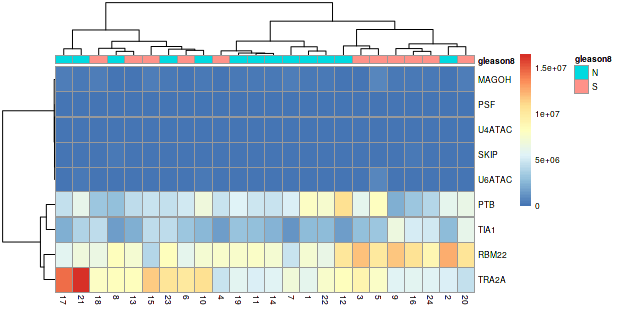 gleason8
MAGOH
PSF
U4ATAC
SKIP
U6ATAC
PTB
TIA1
RBM22
TRA2A
17 21 18 8 13 15 23 6 10 4 19 11 14 7 1 22 12 3 5 9 16 24 2 20
1.5e+07
1e+07
5e+06
0
gleason8
N
S